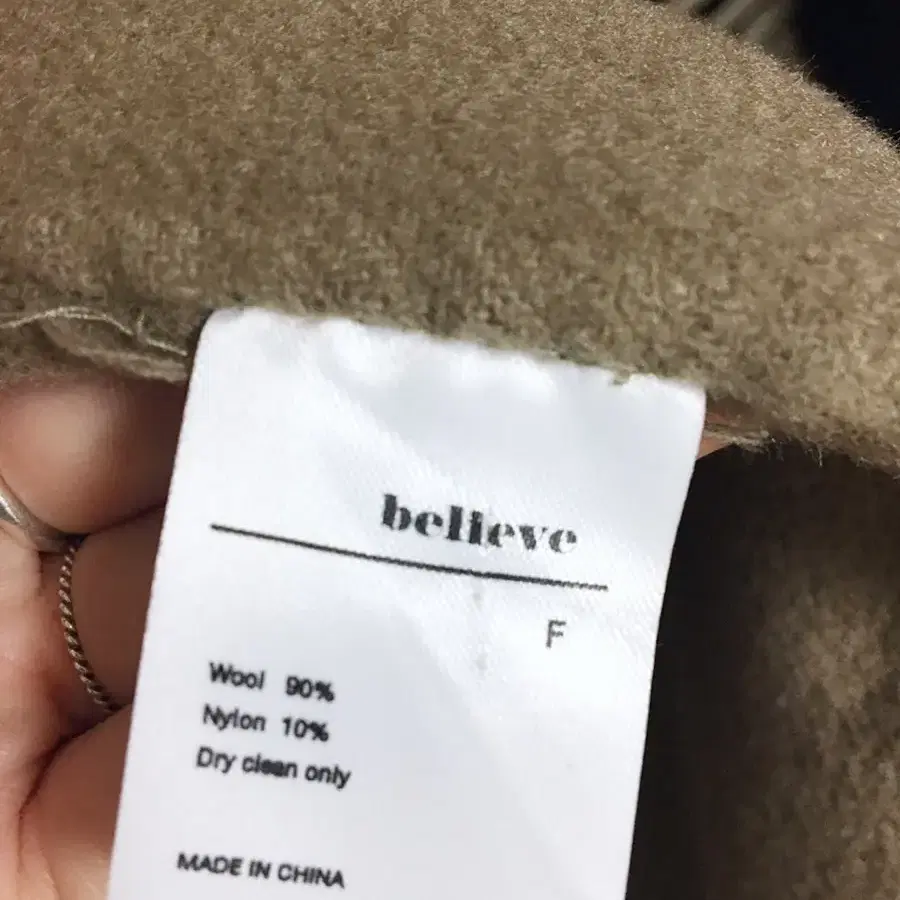 believe
F
Wool 90%
Nylon 10%
Dry clean only
MADE IN CHINA